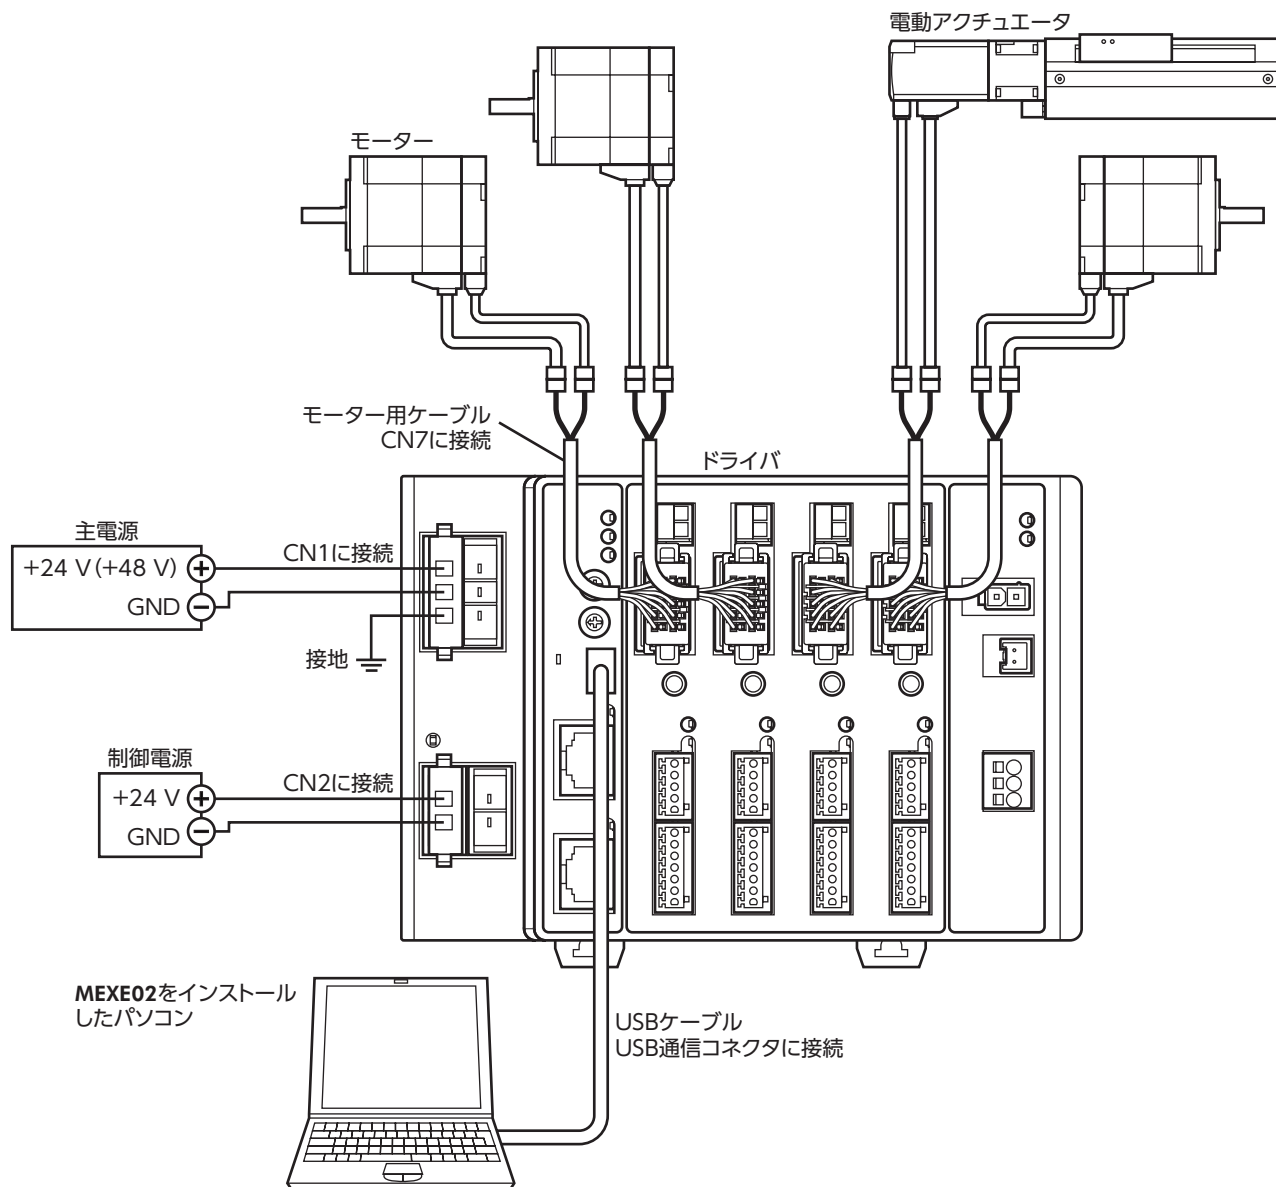 電動アクチュエータ
モーター
モーター用ケーブル
CN7に接続
ドライバ
主電源
+24 V(+48 V)
GND
CN1に接続
接地
制御電源
+24 V
GND
CN2に接続
MEXE02をインストール
したパソコン
USBケーブル
USB通信コネクタに接続